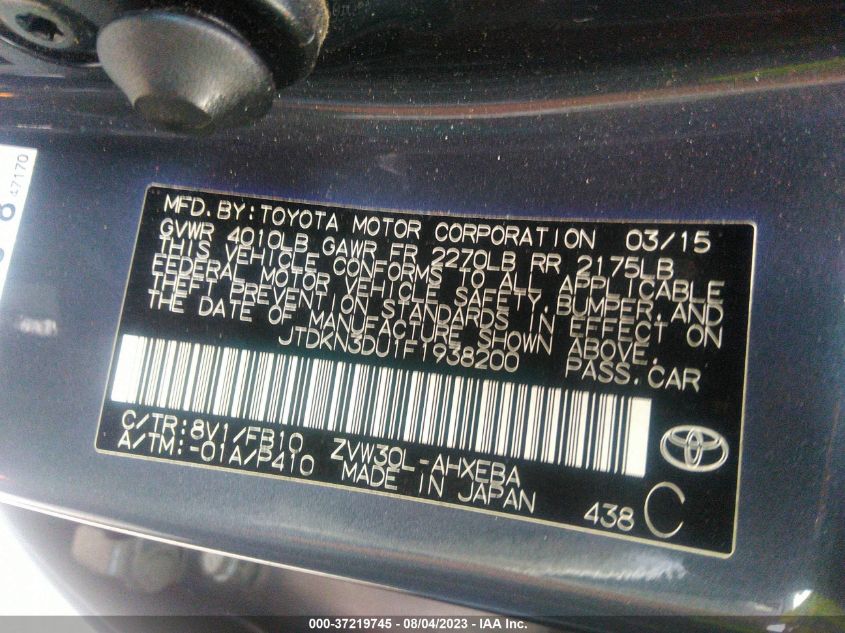 MFD.BY:TOYOTA MOTOR CORPORATION 03/15
GVWR 4010LB GAWR FR 2270LB RR 2175LB
THIS VEHICLE CONFORMS TO ALL APPLICABLE
FEDERAL MOTOR VEHICLE SAFETY,BUMPER,AND
THEFT PREVENTION STANDARDS IN EFFECT ON
THE DATE OF MANUFACTURE SHOWN ABOVE.
JTDKN3DU1F1938200 PASS.CAR
C/TR:8V1/FB10 ZVW30L-AHXEBA
A/TM:-01A/P410 MADE IN JAPAN
438 C
47170
8
000-37219745 - 08/04/2023 - IAA Inc.